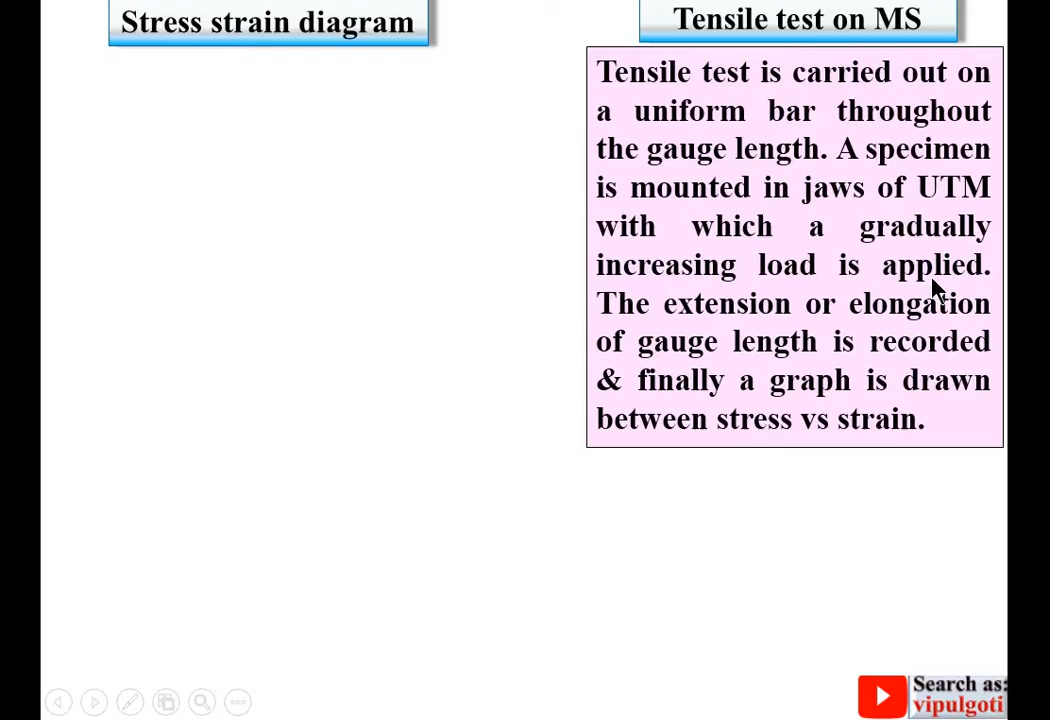 Stress strain diagram
Tensile test on MS
Tensile test is carried out on
a uniform bar throughout
the gauge length. A specimen
is mounted in jaws of UTM
with which a gradually
increasing load is applied.
The extension or elongation
of gauge length is recorded
& finally a graph is drawn
between stress vs strain.
Search as:
vipulgoti